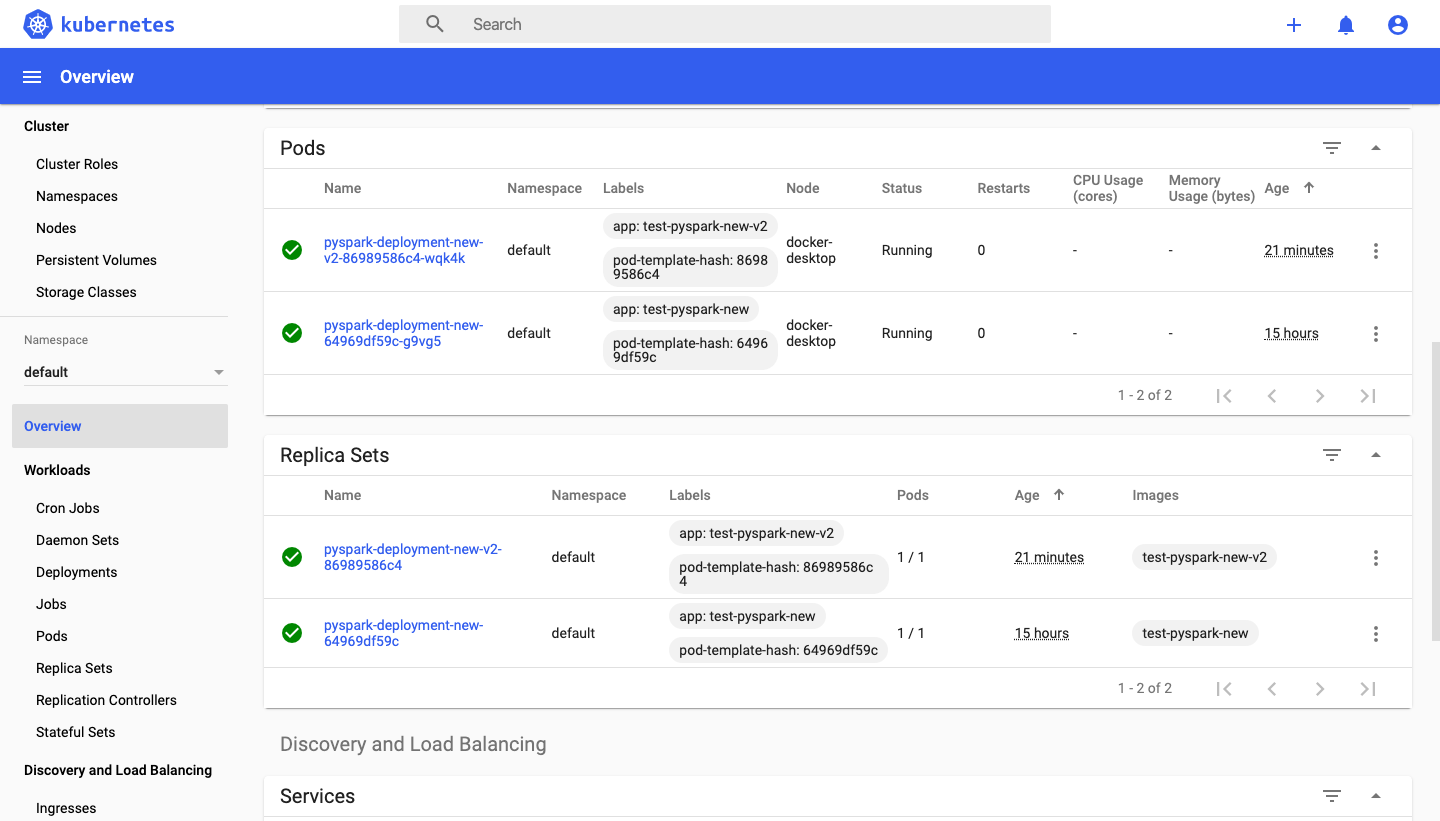 kubernetes
Search
Overview
Cluster
Cluster Roles
Namespaces
Nodes
Persistent Volumes
Storage Classes
Namespace
default
Overview
Workloads
Cron Jobs
Daemon Sets
Deployments
Jobs
Pods
Replica Sets
Replication Controllers
Stateful Sets
Discovery and Load Balancing
Ingresses
Pods
Name Namespace Labels Node Status Restarts CPU Usage (cores) Memory Usage (bytes) Age
pyspark-deployment-new-
v2-86989586c4-wqk4k
default
app: test-pyspark-new-v2
pod-template-hash: 8698
9586c4
docker-
desktop
Running
0
-
-
21 minutes
pyspark-deployment-new-
64969df59c-g9vg5
default
app: test-pyspark-new
pod-template-hash: 6496
9df59c
docker-
desktop
Running
0
-
-
15 hours
1 - 2 of 2
Replica Sets
Name Namespace Labels Pods Age Images
pyspark-deployment-new-v2-
86989586c4
default
app: test-pyspark-new-v2
pod-template-hash: 86989586c
4
1 / 1
21 minutes
test-pyspark-new-v2
pyspark-deployment-new-
64969df59c
default
app: test-pyspark-new
pod-template-hash: 64969df59c
1 / 1
15 hours
test-pyspark-new
1 - 2 of 2
Discovery and Load Balancing
Services